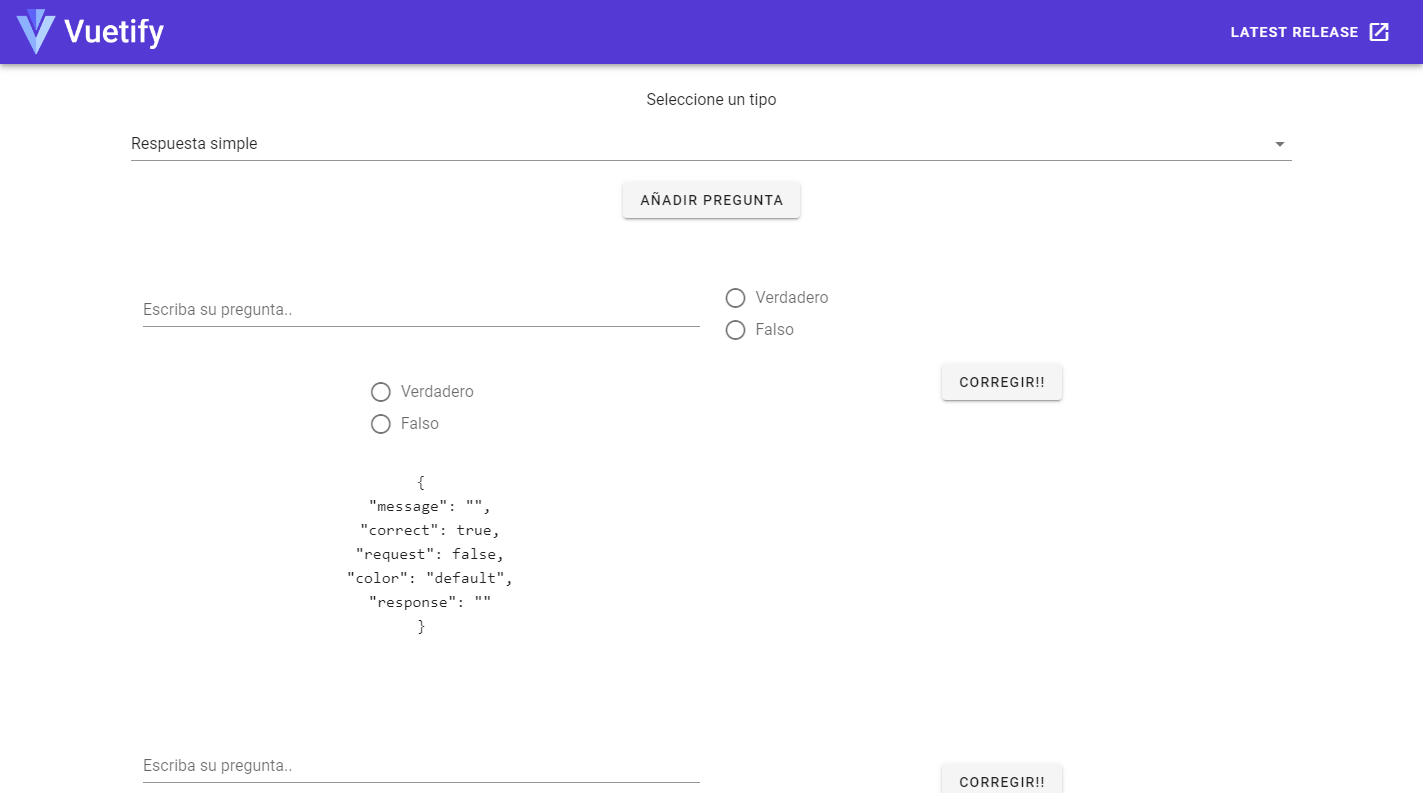 Vuetify
LATEST RELEASE
Seleccione un tipo
Respuesta simple
AÑADIR PREGUNTA
Escriba su pregunta..
Verdadero
Falso
CORREGIR!!
Verdadero
Falso
{
"message": "",
"correct": true,
"request": false,
"color": "default",
"response": ""
}
Escriba su pregunta..
CORREGIR!!